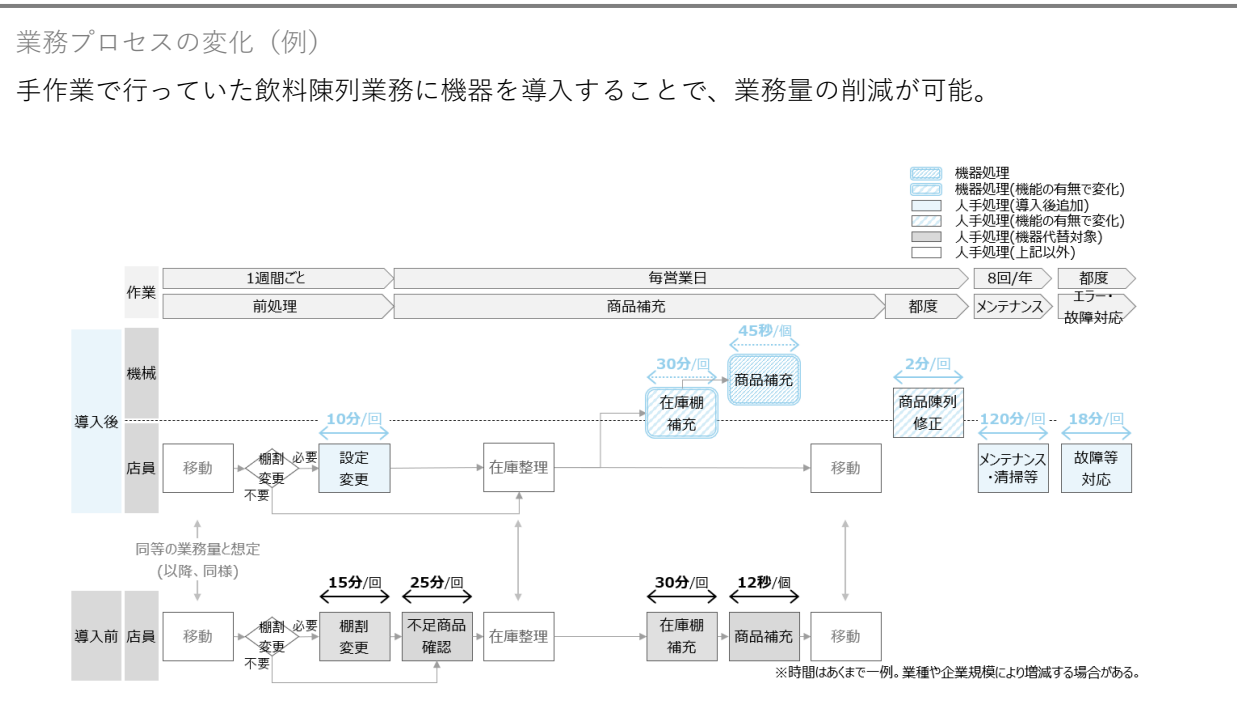 業務プロセスの変化（例）
手作業で行っていた飲料陳列業務に機器を導入することで、業務量の削減が可能。
機器処理
機器処理(機能の有無で変化)
人手処理(導入後追加)
人手処理(機能の有無で変化)
人手処理(機器代替対象)
人手処理(上記以外)
作業
1週間ごと
毎営業日
8回/年
都度
前処理
商品補充
都度
メンテナンス
エラー・
故障対応
導入後
機械
45秒/個
商品補充
30分/回
在庫棚
補充
2分/回
商品陳列
修正
店員
移動
棚割
変更
必要
不要
10分/回
設定
変更
在庫整理
移動
120分/回
メンテナンス
・清掃等
18分/回
故障等
対応
同等の業務量と想定
(以降、同様)
導入前
店員
移動
棚割
変更
必要
不要
15分/回
棚割
変更
25分/回
不足商品
確認
在庫整理
30分/回
在庫棚
補充
12秒/個
商品補充
移動
※時間はあくまで一例。業種や企業規模により増減する場合がある。